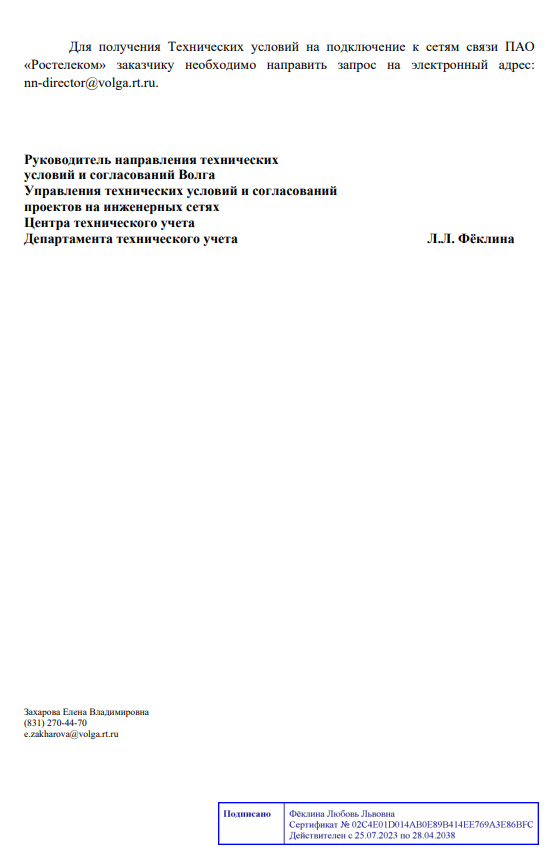 Для получения Технических условий на подключение к сетям связи ПАО
«Ростелеком» заказчику необходимо направить запрос на электронный адрес:
nn-director@volga.rt.ru.
Руководитель направления технических
условий и согласований Волга
Управления технических условий и согласований
проектов на инженерных сетях
Центра технического учета
Департамента технического учета Л.Л. Фёклина
Захарова Елена Владимировна
(831) 270-44-70
e.zakharova@volga.rt.ru
Подписано Фёклина Любовь Львовна
Сертификат № 02C4E01D014AB0E89B414EE769A3E86BFC
Действителен с 25.07.2023 по 28.04.2038